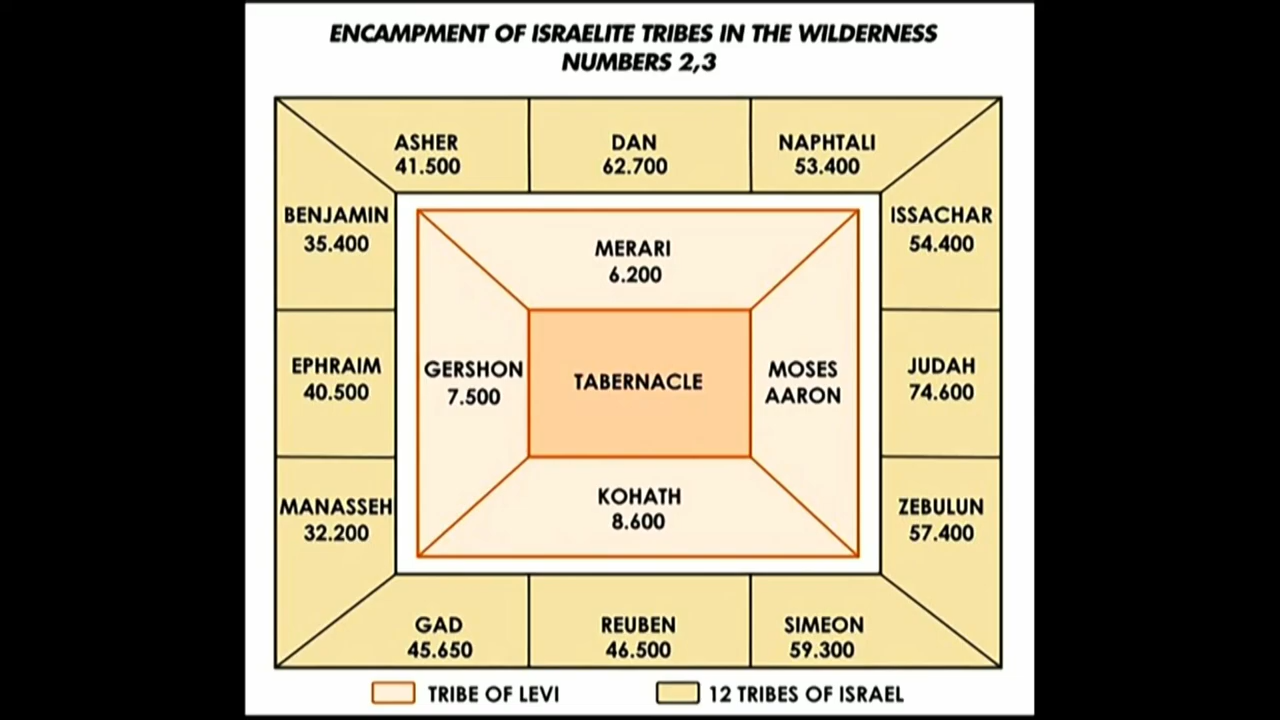 ENCAMPMENT OF ISRAELITE TRIBES IN THE WILDERNESS
NUMBERS 2,3
ASHER
41.500
DAN
62.700
NAPHTALI
53.400
BENJAMIN
35.400
MERARI
6.200
ISSACHAR
54.400
EPHRAIM
40.500
GERSHON
7.500
TABERNACLE
MOSES
AARON
JUDAH
74.600
MANASSEH
32.200
KOHATH
8.600
ZEBULUN
57.400
GAD
45.650
REUBEN
46.500
SIMEON
59.300
TRIBE OF LEVI
12 TRIBES OF ISRAEL